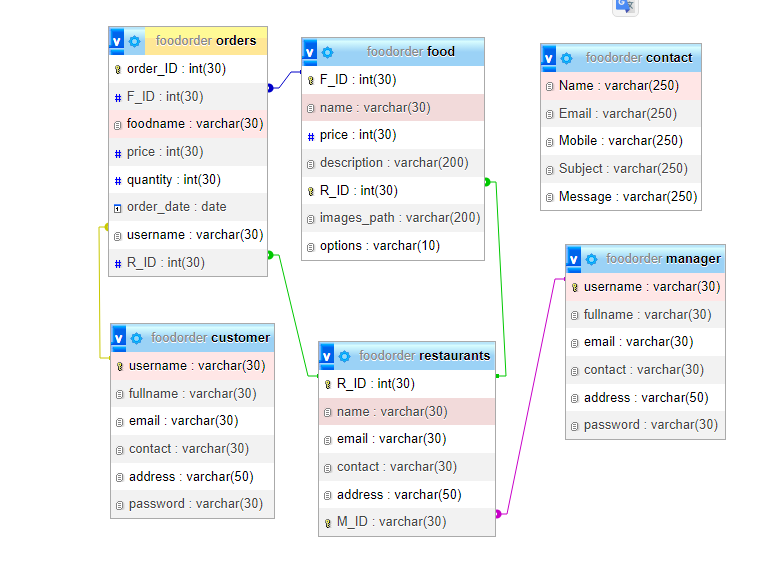 foodorder orders
order_ID : int(30)
F_ID : int(30)
foodname : varchar(30)
price : int(30)
quantity : int(30)
order_date : date
username : varchar(30)
R_ID : int(30)
foodorder food
F_ID : int(30)
name : varchar(30)
price : int(30)
description : varchar(200)
R_ID : int(30)
images_path : varchar(200)
options : varchar(10)
foodorder contact
Name : varchar(250)
Email : varchar(250)
Mobile : varchar(250)
Subject : varchar(250)
Message : varchar(250)
foodorder customer
username : varchar(30)
fullname : varchar(30)
email : varchar(30)
contact : varchar(30)
address : varchar(50)
password : varchar(30)
foodorder restaurants
R_ID : int(30)
name : varchar(30)
email : varchar(30)
contact : varchar(30)
address : varchar(50)
M_ID : varchar(30)
foodorder manager
username : varchar(30)
fullname : varchar(30)
email : varchar(30)
contact : varchar(30)
address : varchar(50)
password : varchar(30)